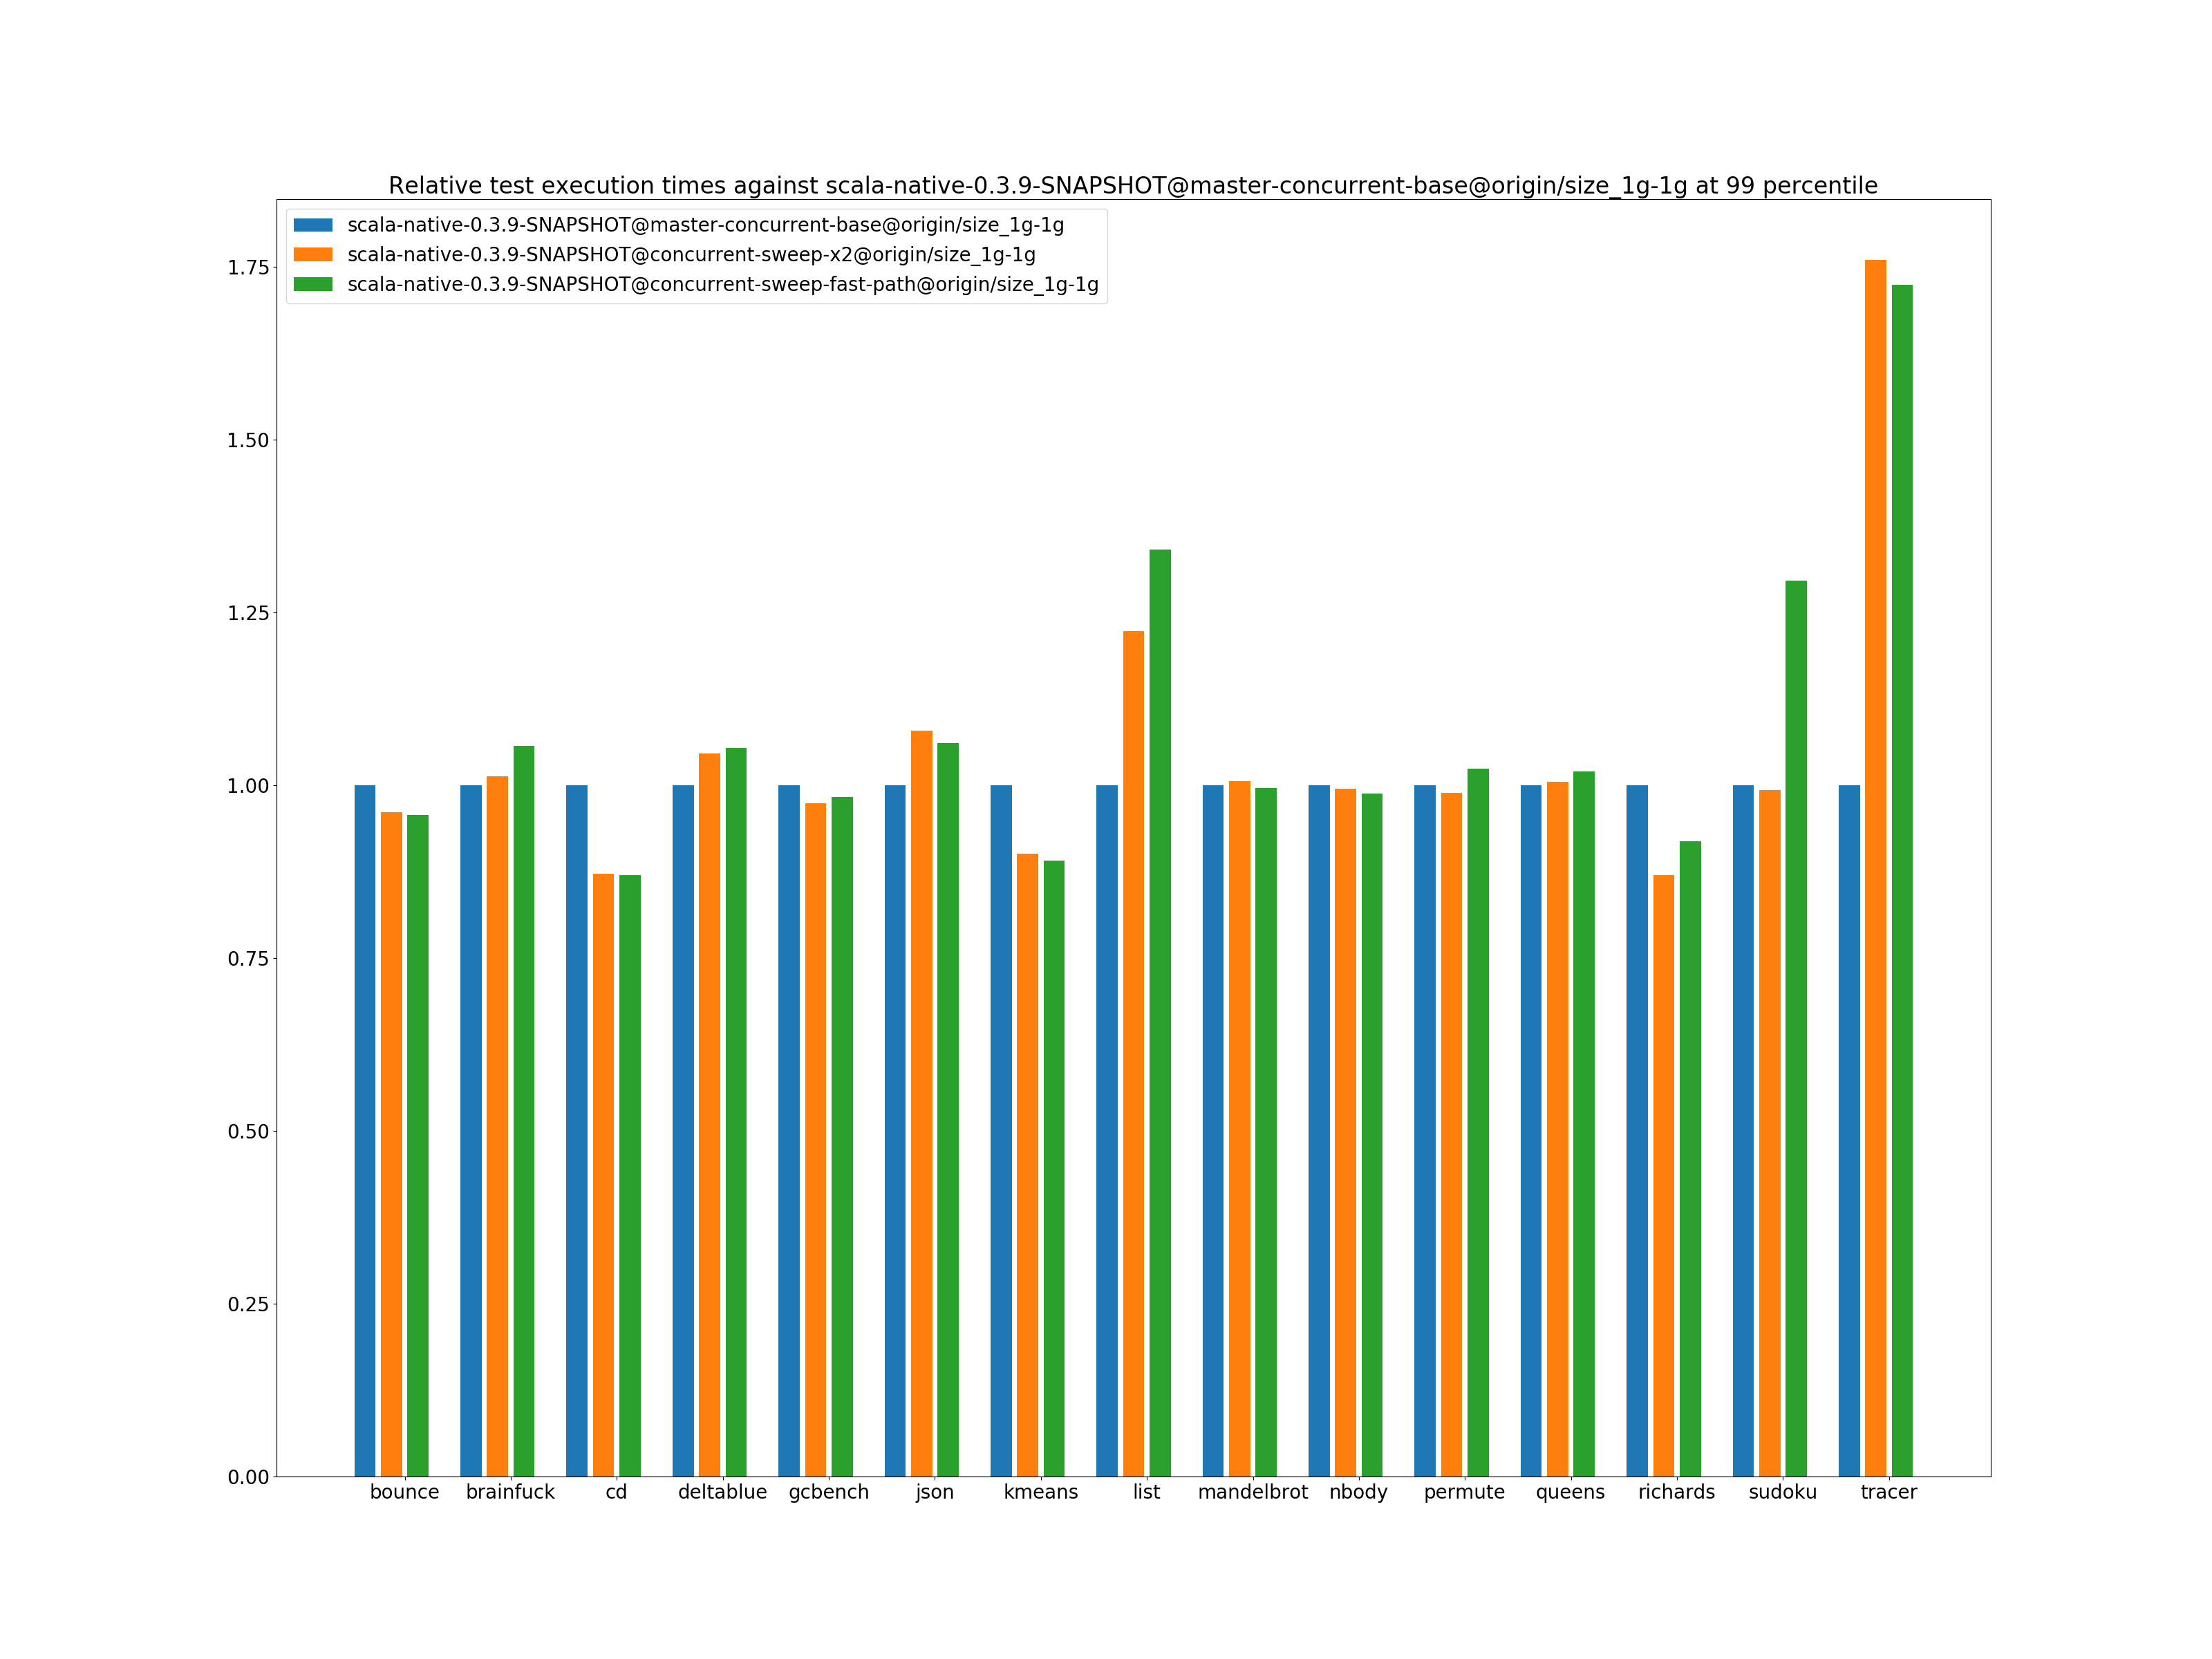 Relative test execution times against scala-native-0.3.9-SNAPSHOT@master-concurrent-base@origin/size_1g-1g at 99 percentile
scala-native-0.3.9-SNAPSHOT@master-concurrent-base@origin/size_1g-1g
scala-native-0.3.9-SNAPSHOT@concurrent-sweep-x2@origin/size_1g-1g
scala-native-0.3.9-SNAPSHOT@concurrent-sweep-fast-path@origin/size_1g-1g
1.75
1.50
1.25
1.00
0.75
0.50
0.25
0.00
bounce brainfuck cd deltablue gcbench json kmeans list mandelbrot nbody permute queens richards sudoku tracer